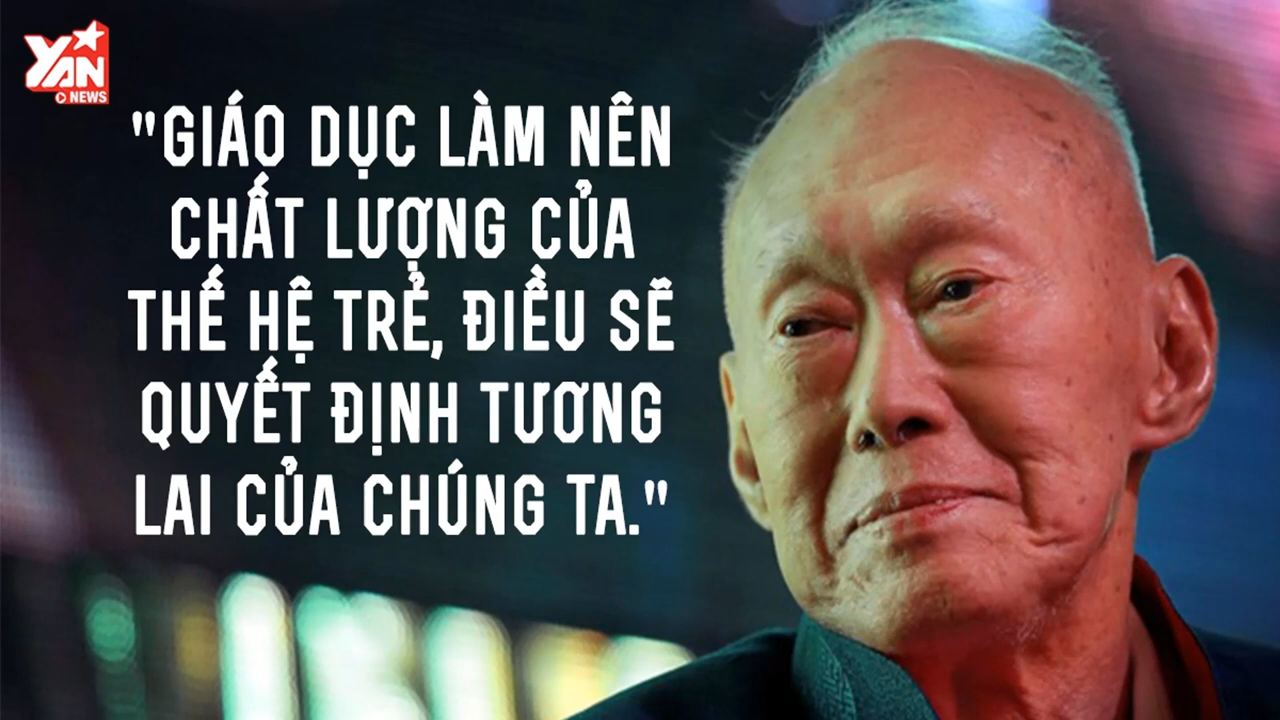 YAN
NEWS
"GIÁO DỤC LÀM NÊN
CHẤT LƯỢNG CỦA
THẾ HỆ TRẺ, ĐIỀU SẼ
QUYẾT ĐỊNH TƯƠNG
LAI CỦA CHÚNG TA."